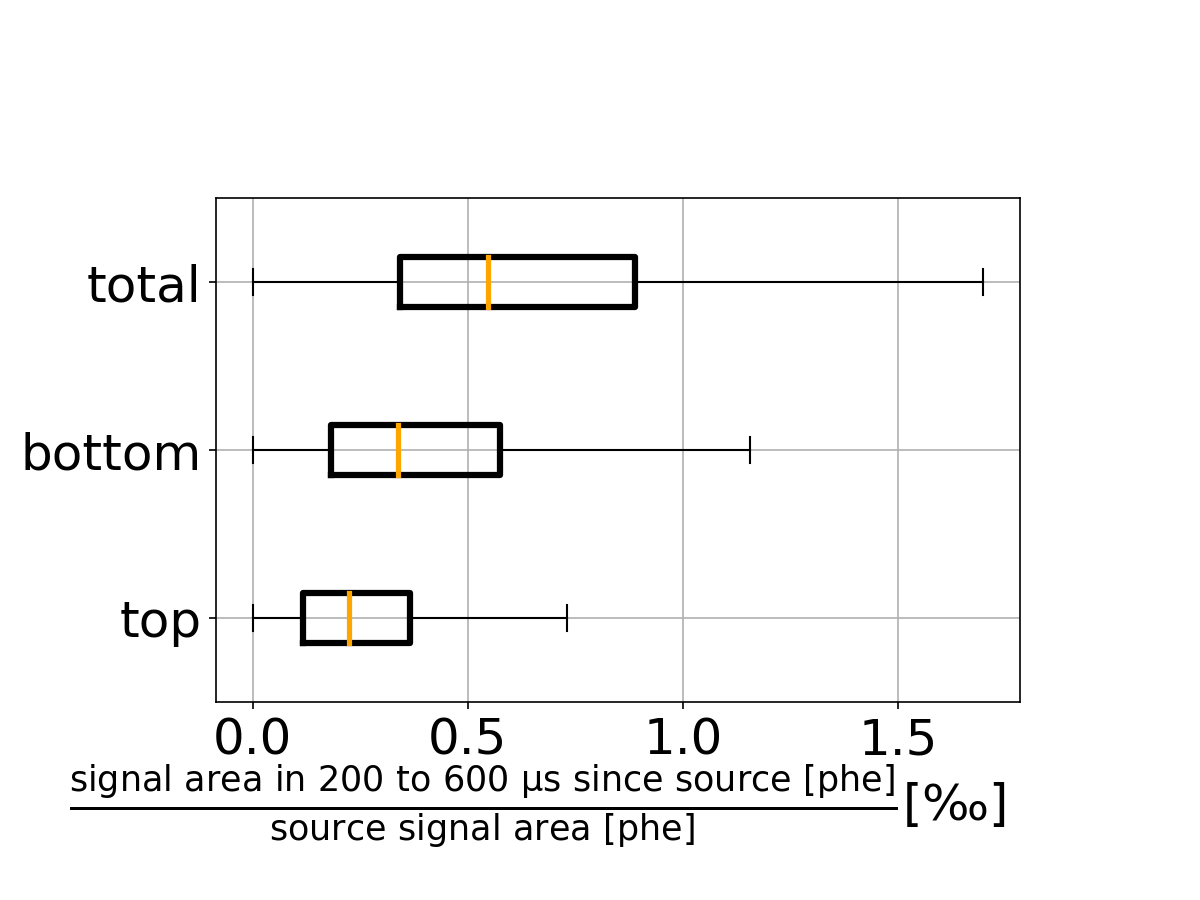 total
bottom
top
0.0 0.5 1.0 1.5
signal area in 200 to 600 µs since source [phe]
source signal area [phe]
[‰]